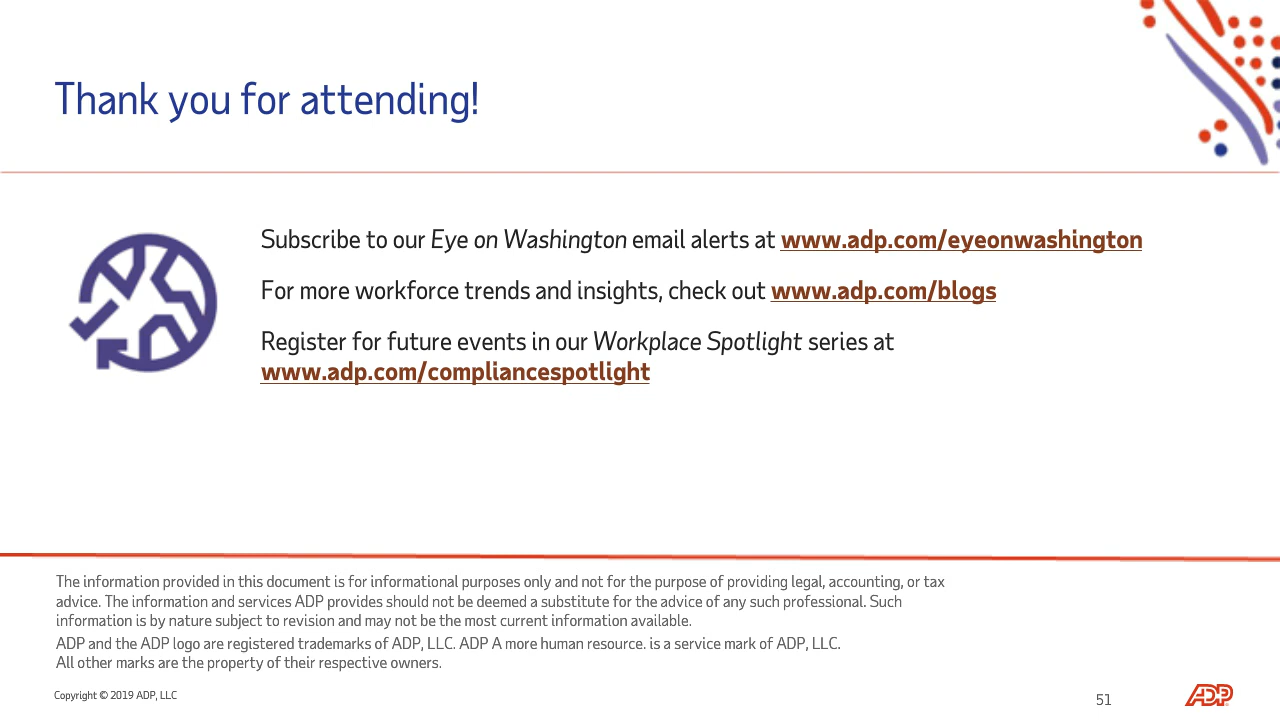 Thank you for attending!
Subscribe to our Eye on Washington email alerts at www.adp.com/eyeonwashington
For more workforce trends and insights, check out www.adp.com/blogs
Register for future events in our Workplace Spotlight series at
www.adp.com/compliancespotlight
The information provided in this document is for informational purposes only and not for the purpose of providing legal, accounting, or tax
advice. The information and services ADP provides should not be deemed a substitute for the advice of any such professional. Such
information is by nature subject to revision and may not be the most current information available.
ADP and the ADP logo are registered trademarks of ADP, LLC. ADP A more human resource. is a service mark of ADP, LLC.
All other marks are the property of their respective owners.
Copyright © 2019 ADP, LLC
51
ADP